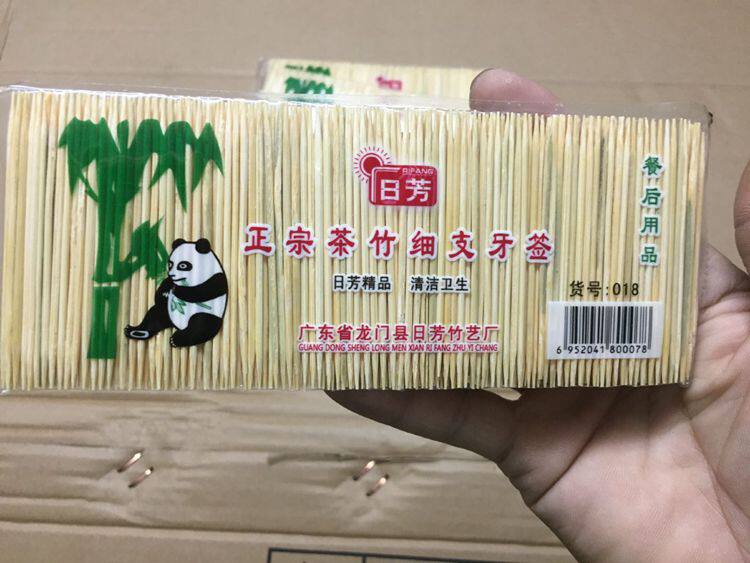 RIFANG
日芳
正宗茶竹细支牙签
日芳精品 清洁卫生
广东省龙门县日芳竹艺厂
GUANG DONG SHENG LONG MEN XIAN RI FANG ZHU YI CHANG
餐后用品
货号:018
6 952041 800078